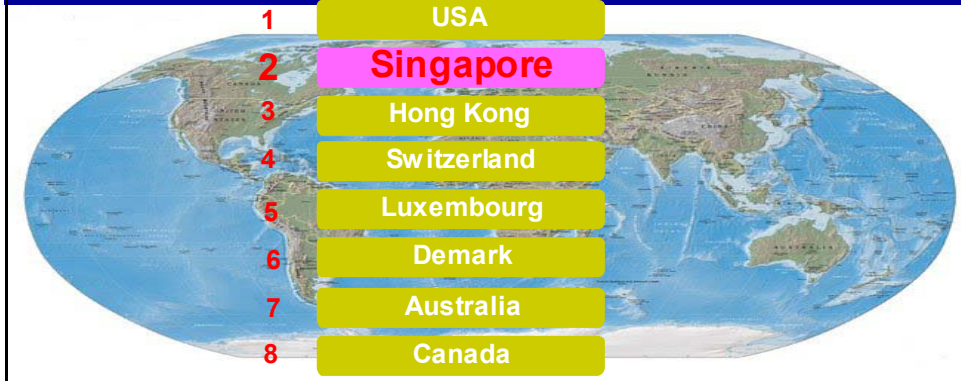 1 USA
2 Singapore
3 Hong Kong
4 Switzerland
5 Luxembourg
6 Demark
7 Australia
8 Canada